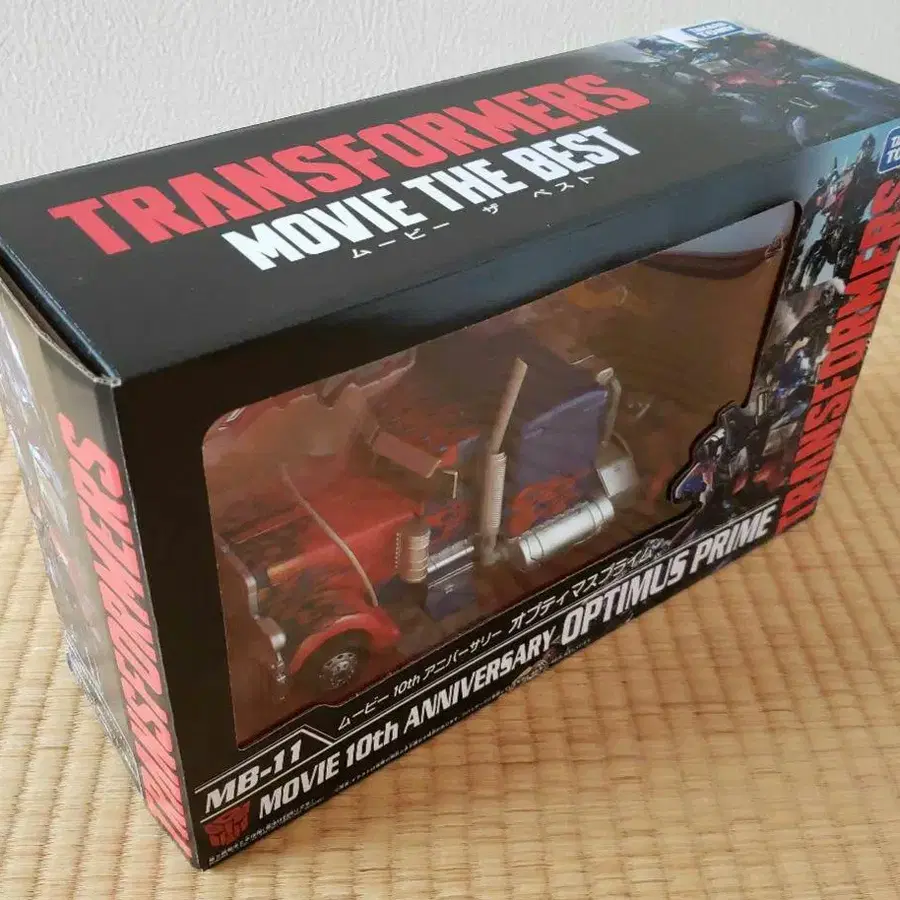 TAKARA TOMY
TRANSFORMERS
MOVIE THE BEST
ムービー ザ ベスト
TRANSFORMERS
TRANSFORMERS
MB-11
ムービー 10th アニバーサリー オプティマスプライム
MOVIE 10th ANNIVERSARY OPTIMUS PRIME